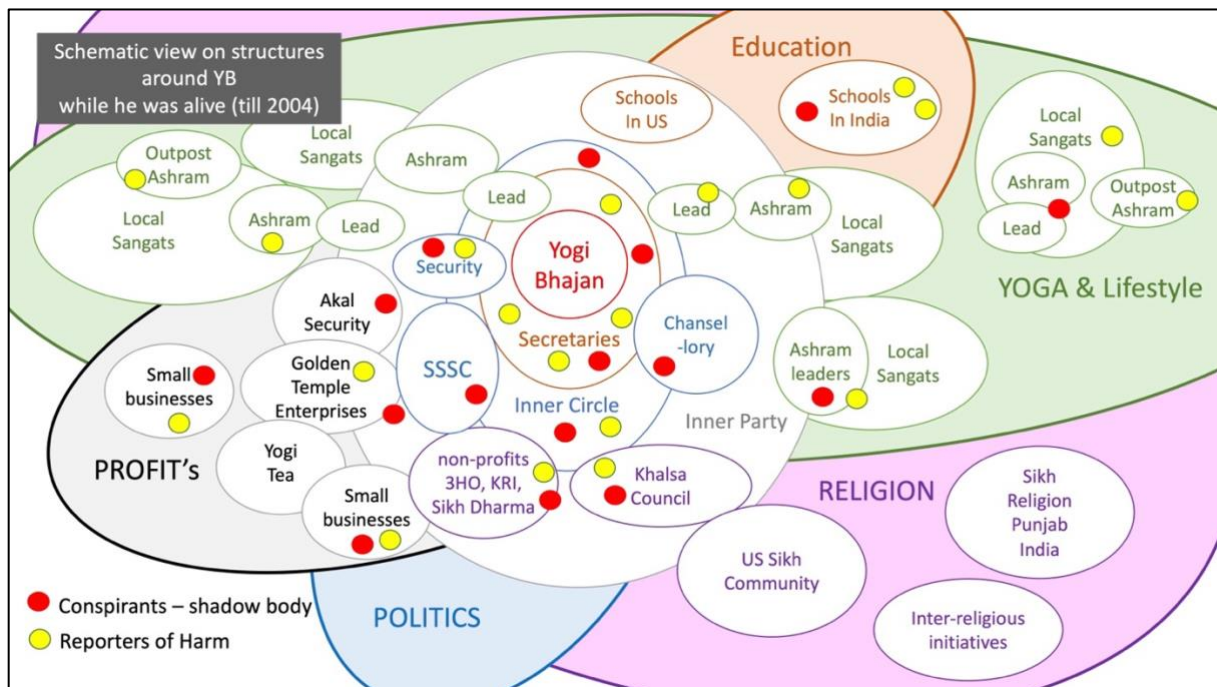 Schematic view on structures
around YB
while he was alive (till 2004)
Education
Schools
In US
Schools
In India
Local
Sangats
Ashram
Outpost
Ashram
Local
Sangats
Ashram
Lead
Lead
Lead
Ashram
Local
Sangats
Local
Sangats
Ashram
Lead
Outpost
Ashram
YOGA & Lifestyle
Security
Yogi
Bhajan
Secretaries
Chansel
-lory
Akal
Security
SSSC
Golden
Temple
Enterprises
Small
businesses
Inner Circle
Inner Party
Ashram
leaders
Local
Sangats
PROFIT's
Yogi
Tea
Small
businesses
non-profits
3HO, KRI,
Sikh Dharma
Khalsa
Council
RELIGION
Sikh
Religion
Punjab
India
US Sikh
Community
Inter-religious
initiatives
POLITICS
Conspirants – shadow body
Reporters of Harm